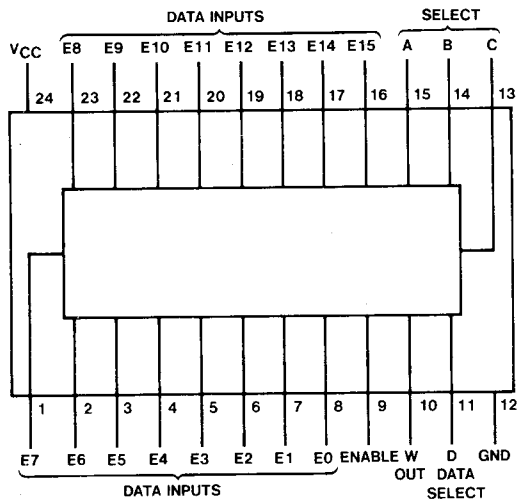 DATA INPUTS SELECT
VCC E8 E9 E10 E11 E12 E13 E14 E15 A B C
24 23 22 21 20 19 18 17 16 15 14 13
1 2 3 4 5 6 7 8 9 10 11 12
E7 E6 E5 E4 E3 E2 E1 E0 ENABLE W D GND
OUT DATA
DATA INPUTS SELECT